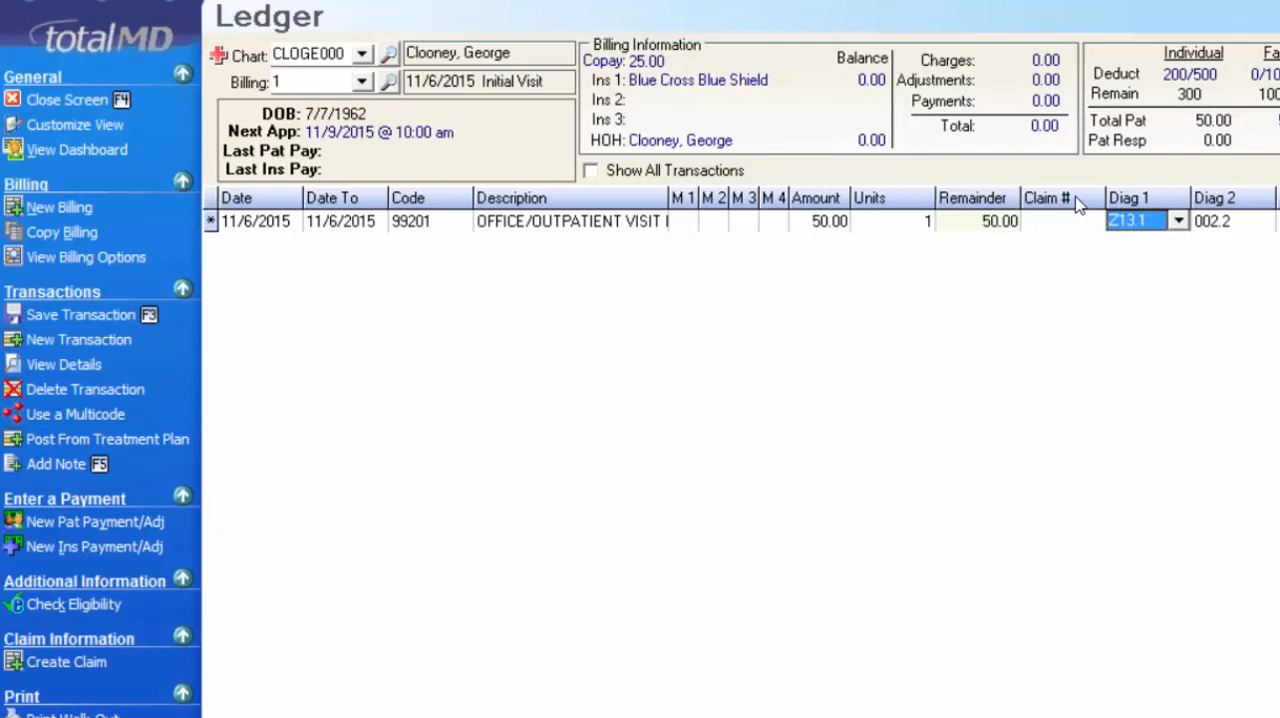 totalMD
General
Close Screen F4
Customize View
View Dashboard
Billing
New Billing
Copy Billing
View Billing Options
Transactions
Save Transaction F3
New Transaction
View Details
Delete Transaction
Use a Multicode
Post From Treatment Plan
Add Note F5
Enter a Payment
New Pat Payment/Adj
New Ins Payment/Adj
Additional Information
Check Eligibility
Claim Information
Create Claim
Print
Print Walk Out
Ledger
Chart: CLOGE000 Clooney, George
Billing: 1 11/6/2015 Initial Visit
DOB: 7/7/1962
Next App: 11/9/2015 @ 10:00 am
Last Pat Pay:
Last Ins Pay:
Billing Information
Copay: 25.00 Balance
Ins 1: Blue Cross Blue Shield 0.00
Ins 2:
Ins 3:
HOH: Clooney, George 0.00
Charges: 0.00
Adjustments: 0.00
Payments: 0.00
Total: 0.00
Individual Fa
Deduct 200/500 0/10
Remain 300 100
Total Pat 50.00
Pat Resp 0.00
Show All Transactions
Date Date To Code Description M 1 M 2 M 3 M 4 Amount Units Remainder Claim # Diag 1 Diag 2
* 11/6/2015 11/6/2015 99201 OFFICE/OUTPATIENT VISIT 50.00 1 50.00 Z13.1 002.2